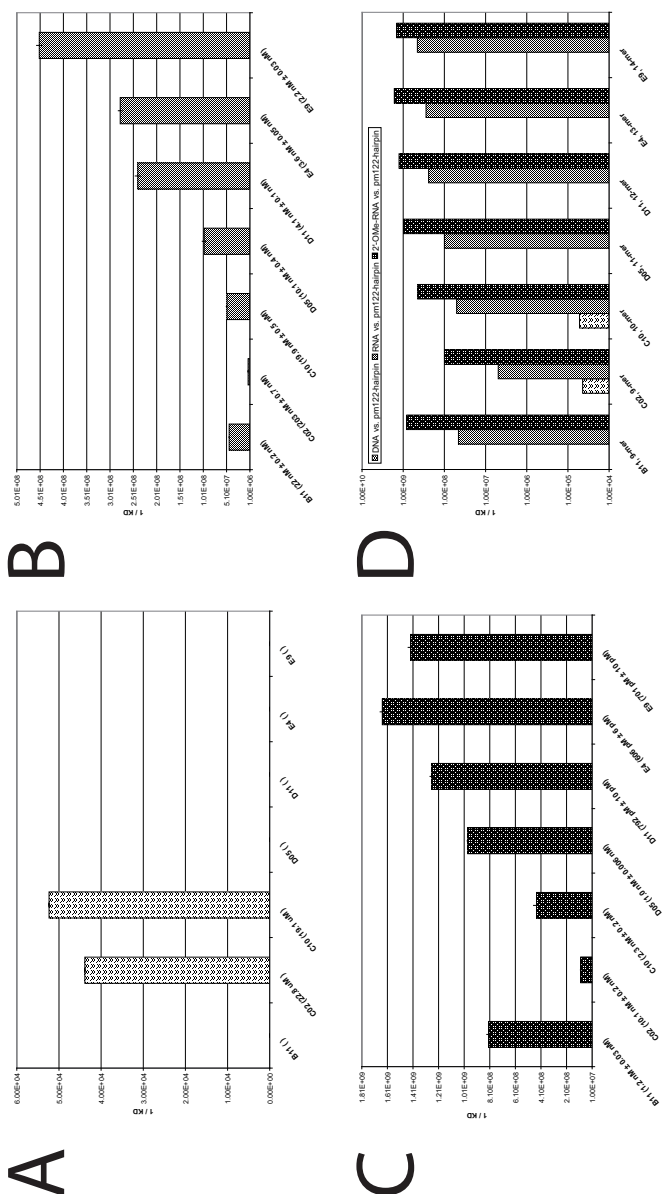 A
6.00E+04
5.00E+04
4.00E+04
3.00E+04
2.00E+04
1.00E+04
0.00E+00
1 / KD
B11 ( )
C02 (22.8 uM )
C10 (19.1 uM)
D05 ( )
D11 ( )
E4 ( )
E9 ( )
B
5.01E+08
4.51E+08
4.01E+08
3.51E+08
3.01E+08
2.51E+08
2.01E+08
1.51E+08
1.01E+08
5.10E+07
1.00E+06
1 / KD
B11 (22 nM ± 0.2 nM)
C02 (203 nM ± 0.7 nM)
C10 (19.9 nM ± 0.5 nM)
D05 (10.1 nM ± 0.4 nM)
D11 (4.1 nM ± 0.1 nM)
E4 (3.6 nM ± 0.05 nM)
E9 (2.2 nM ± 0.03 nM)
C
1.81E+09
1.61E+09
1.41E+09
1.21E+09
1.01E+09
8.10E+08
6.10E+08
4.10E+08
2.10E+08
1.00E+07
1 / KD
B11 (1.2 nM ± 0.03 nM)
C02 (10.1 nM ± 0.2 nM)
C10 (2.3 nM ± 0.2 nM)
D05 (1.0 nM ± 0.006 nM)
D11 (792 pM ± 10 pM)
E4 (606 pM ± 6 pM)
E9 (701 pM ± 10 pM)
D
DNA vs. pm122-hairpin RNA vs. pm122-hairpin 2'-OMe-RNA vs. pm122-hairpin
1.00E+10
1.00E+09
1.00E+08
1.00E+07
1.00E+06
1.00E+05
1.00E+04
1 / KD
B11, 9-mer
C02, 9-mer
C10, 10-mer
D05, 11-mer
D11, 12-mer
E4, 13-mer
E9, 14-mer